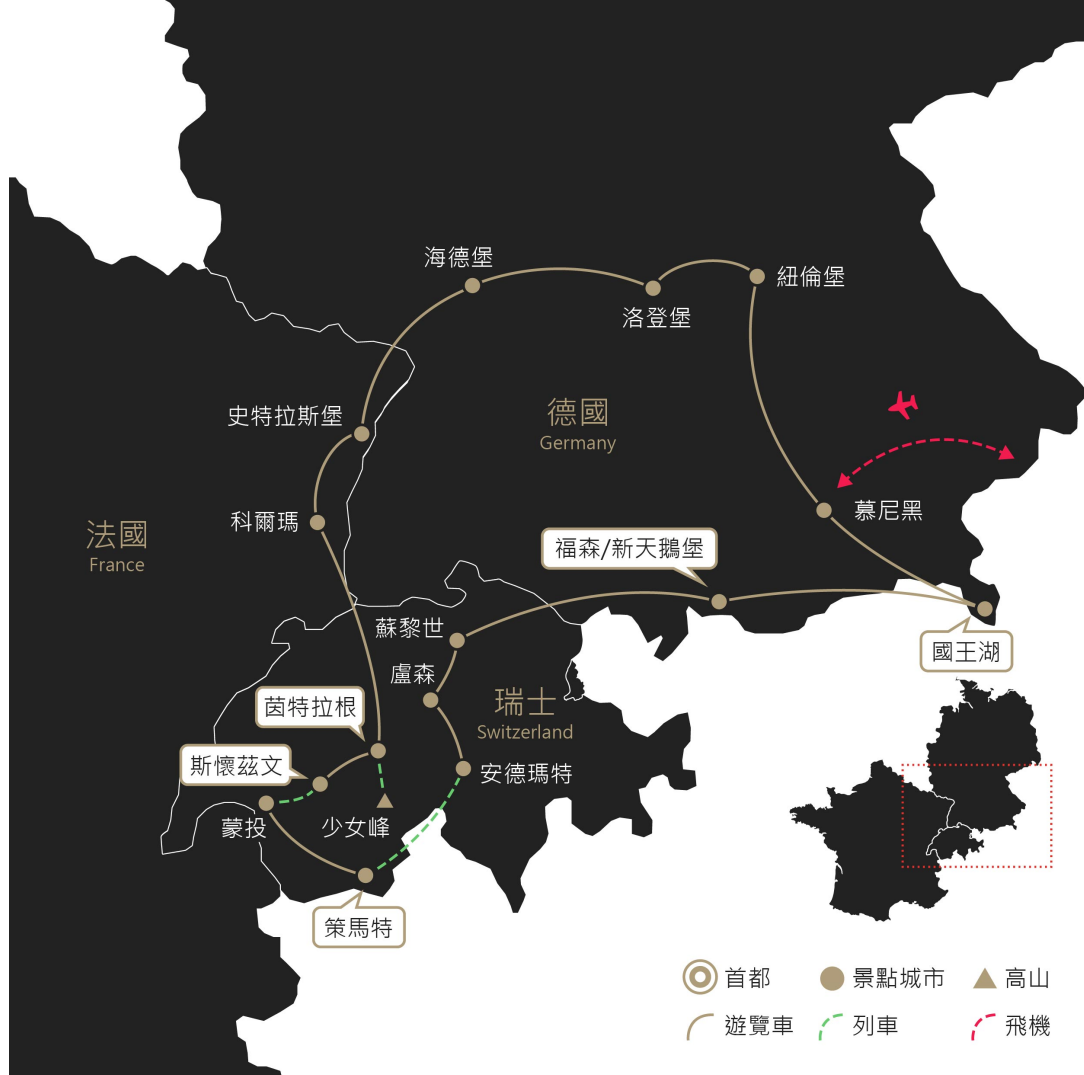 海德堡
紐倫堡
洛登堡
史特拉斯堡
德國
Germany
科爾瑪
慕尼黑
法國
France
福森/新天鵝堡
蘇黎世
國王湖
盧森
茵特拉根
瑞士
Switzerland
斯懷茲文
安德瑪特
蒙投
少女峰
策馬特
首都
景點城市
高山
遊覽車
列車
飛機